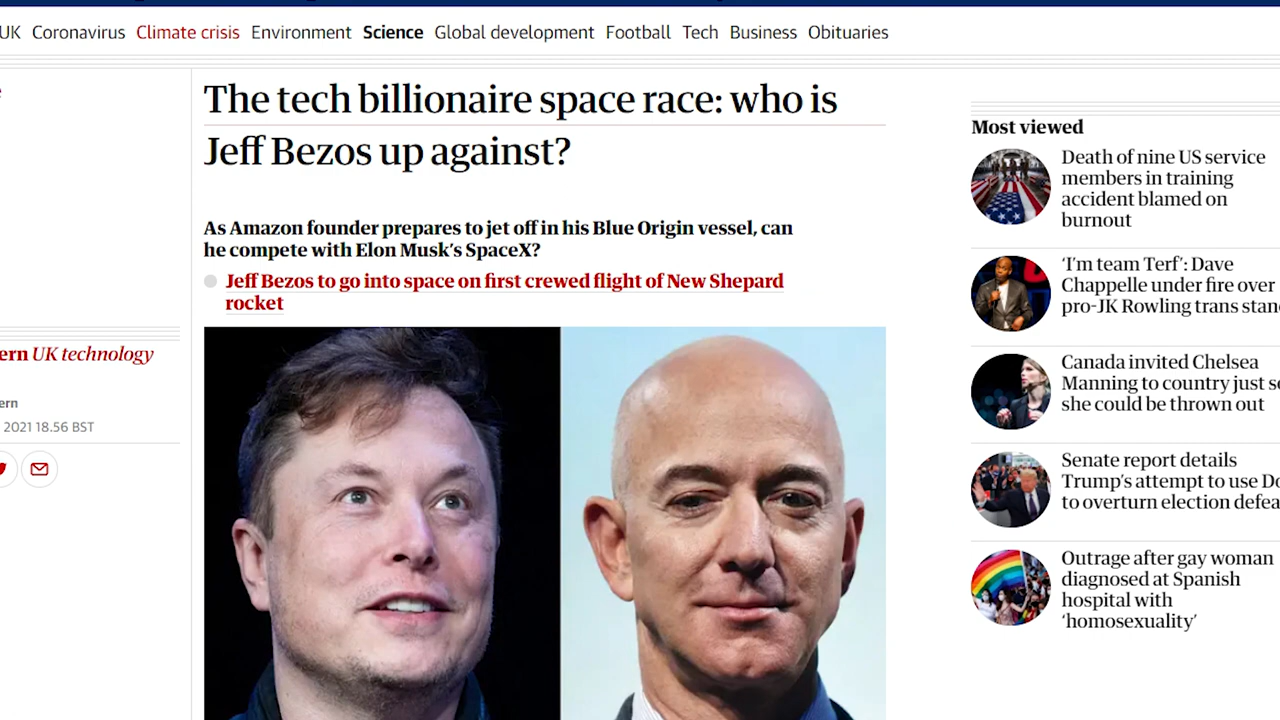 UK Coronavirus Climate crisis Environment Science Global development Football Tech Business Obituaries
The tech billionaire space race: who is
Jeff Bezos up against?
As Amazon founder prepares to jet off in his Blue Origin vessel, can
he compete with Elon Musk's SpaceX?
Jeff Bezos to go into space on first crewed flight of New Shepard
rocket
ern UK technology
ern
2021 18.56 BST
Most viewed
Death of nine US service
members in training
accident blamed on
burnout
‘I’m team Terf’: Dave
Chappelle under fire over
pro-JK Rowling trans stan
Canada invited Chelsea
Manning to country just so
she could be thrown out
Senate report details
Trump’s attempt to use Do
to overturn election defea
Outrage after gay woman
diagnosed at Spanish
hospital with
‘homosexuality’